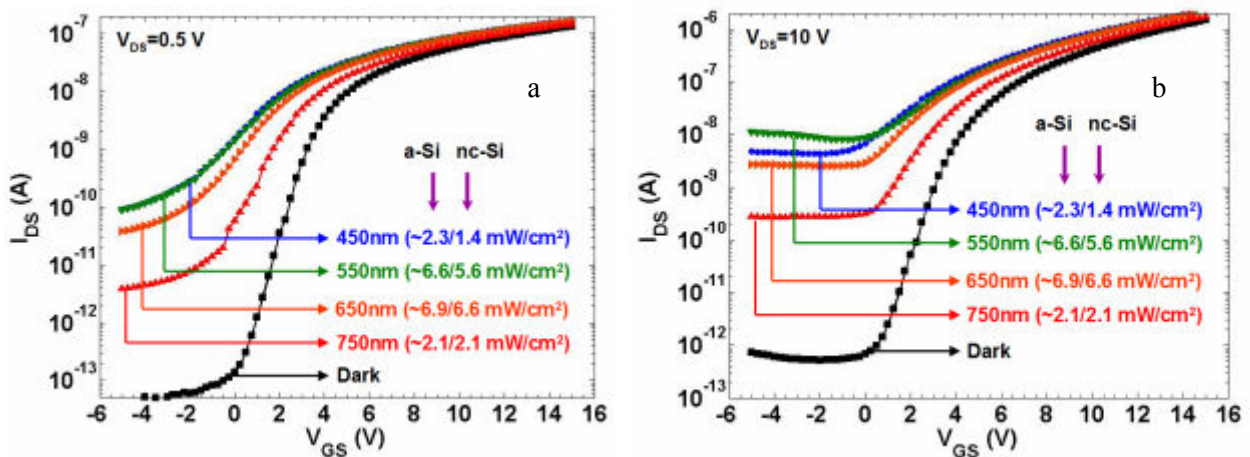 V_DS=0.5 V
a
a-Si nc-Si
450nm (~2.3/1.4 mW/cm²)
550nm (~6.6/5.6 mW/cm²)
650nm (~6.9/6.6 mW/cm²)
750nm (~2.1/2.1 mW/cm²)
Dark
I_DS (A)
10⁻⁷
10⁻⁸
10⁻⁹
10⁻¹⁰
10⁻¹¹
10⁻¹²
10⁻¹³
-6 -4 -2 0 2 4 6 8 10 12 14 16
V_GS (V)
V_DS=10 V
b
a-Si nc-Si
450nm (~2.3/1.4 mW/cm²)
550nm (~6.6/5.6 mW/cm²)
650nm (~6.9/6.6 mW/cm²)
750nm (~2.1/2.1 mW/cm²)
Dark
I_DS (A)
10⁻⁶
10⁻⁷
10⁻⁸
10⁻⁹
10⁻¹⁰
10⁻¹¹
10⁻¹²
10⁻¹³
-6 -4 -2 0 2 4 6 8 10 12 14 16
V_GS (V)